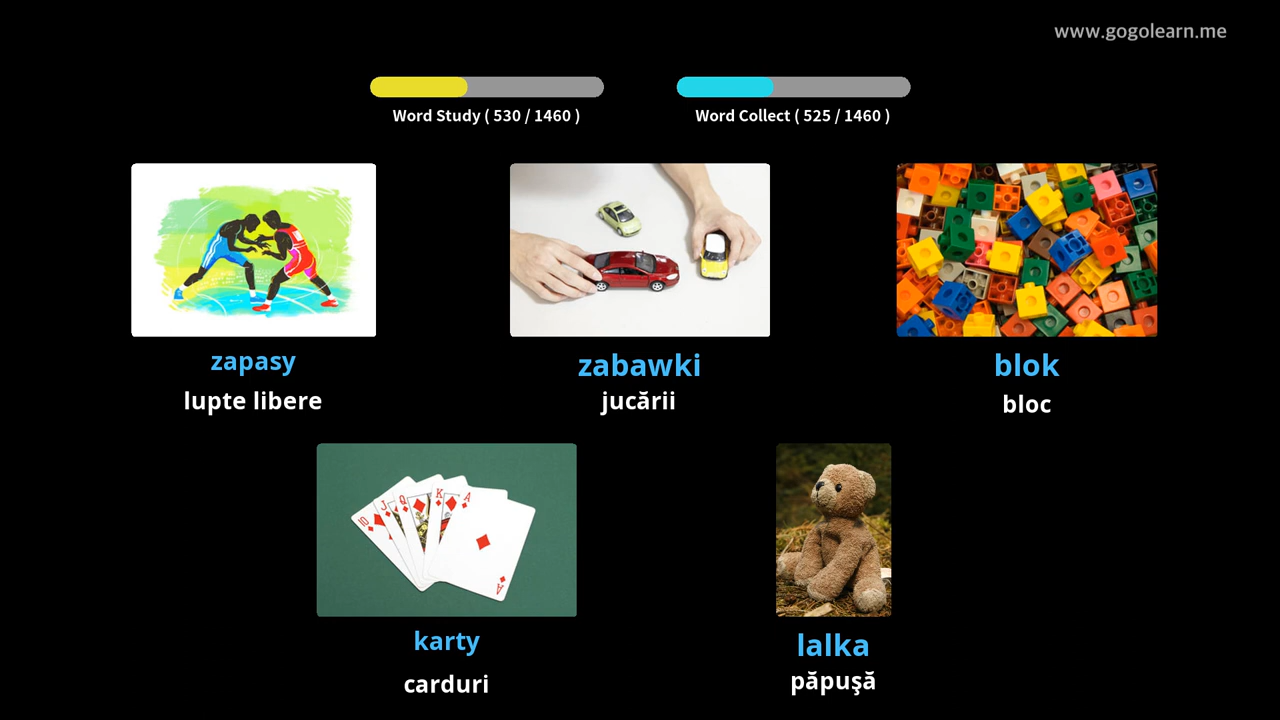 www.gogolearn.me
Word Study ( 530 / 1460 )
Word Collect ( 525 / 1460 )
zapasy
lupte libere
zabawki
jucării
blok
bloc
karty
carduri
lalka
păpuşă